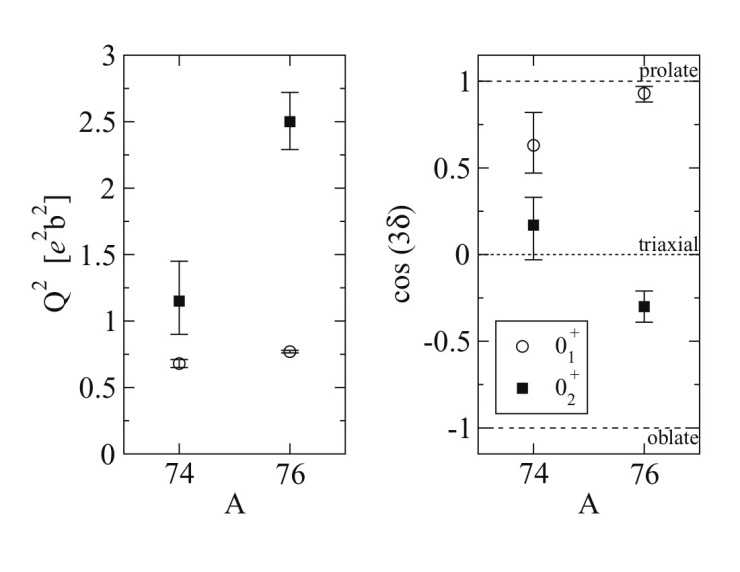 3
2.5
2
1.5
1
0.5
0
74
76
A
Q² [e²b²]
1
0.5
0
-0.5
-1
prolate
triaxial
oblate
0₁⁺
0₂⁺
74
76
A
cos (3δ)